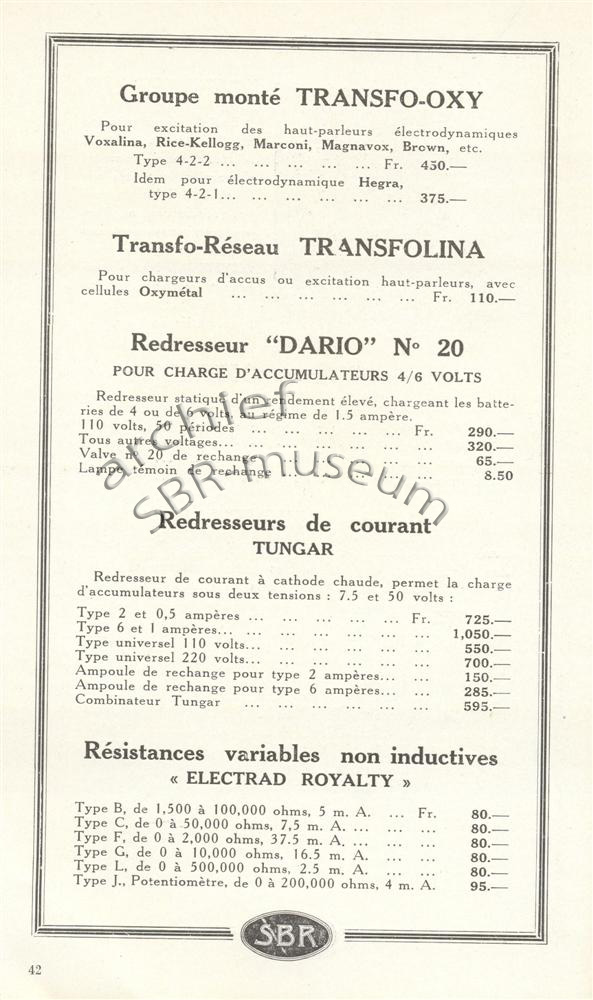 Groupe monté TRANSFO-OXY
Pour excitation des haut-parleurs électrodynamiques
Voxalina, Rice-Kellogg, Marconi, Magnavox, Brown, etc.
Type 4-2-2 ... ... ... ... ... Fr. 450.—
Idem pour électrodynamique Hegra,
type 4-2-1... ... ... ... ... ... ... 375.—
Transfo-Réseau TRANSFOLINA
Pour chargeurs d'accus ou excitation haut-parleurs, avec
cellules Oxymétal ... ... ... ... ... ... Fr. 110.—
Redresseur "DARIO" No 20
POUR CHARGE D'ACCUMULATEURS 4/6 VOLTS
Redresseur statique d'un rendement élevé, chargeant les batte-
ries de 4 ou de 6 volts, au régime de 1.5 ampère.
110 volts, 50 périodes ... ... ... ... ... Fr. 290.—
Tous autres voltages... ... ... ... ... ... ... 320.—
Valve no 20 de rechange ... ... ... ... ... 65.—
Lampe témoin de rechange ... ... ... ... ... 8.50
archief
SBR museum
Redresseurs de courant
TUNGAR
Redresseur de courant à cathode chaude, permet la charge
d'accumulateurs sous deux tensions : 7.5 et 50 volts :
Type 2 et 0,5 ampères ... ... ... ... ... Fr. 725.—
Type 6 et 1 ampères... ... ... ... ... ... ... 1,050.—
Type universel 110 volts... ... ... ... ... ... 550.—
Type universel 220 volts... ... ... ... ... ... 700.—
Ampoule de rechange pour type 2 ampères... ... 150.—
Ampoule de rechange pour type 6 ampères... ... 285.—
Combinateur Tungar ... ... ... ... ... ... 595.—
Résistances variables non inductives
« ELECTRAD ROYALTY »
Type B, de 1,500 à 100,000 ohms, 5 m. A. ... Fr. 80.—
Type C, de 0 à 50,000 ohms, 7,5 m. A. ... ... ... 80.—
Type F, de 0 à 2,000 ohms, 37.5 m. A. ... ... ... 80.—
Type G, de 0 à 10,000 ohms, 16.5 m. A. ... ... 80.—
Type L, de 0 à 500,000 ohms, 2.5 m. A. ... ... 80.—
Type J., Potentiomètre, de 0 à 200,000 ohms, 4 m. A. 95.—
SBR
42